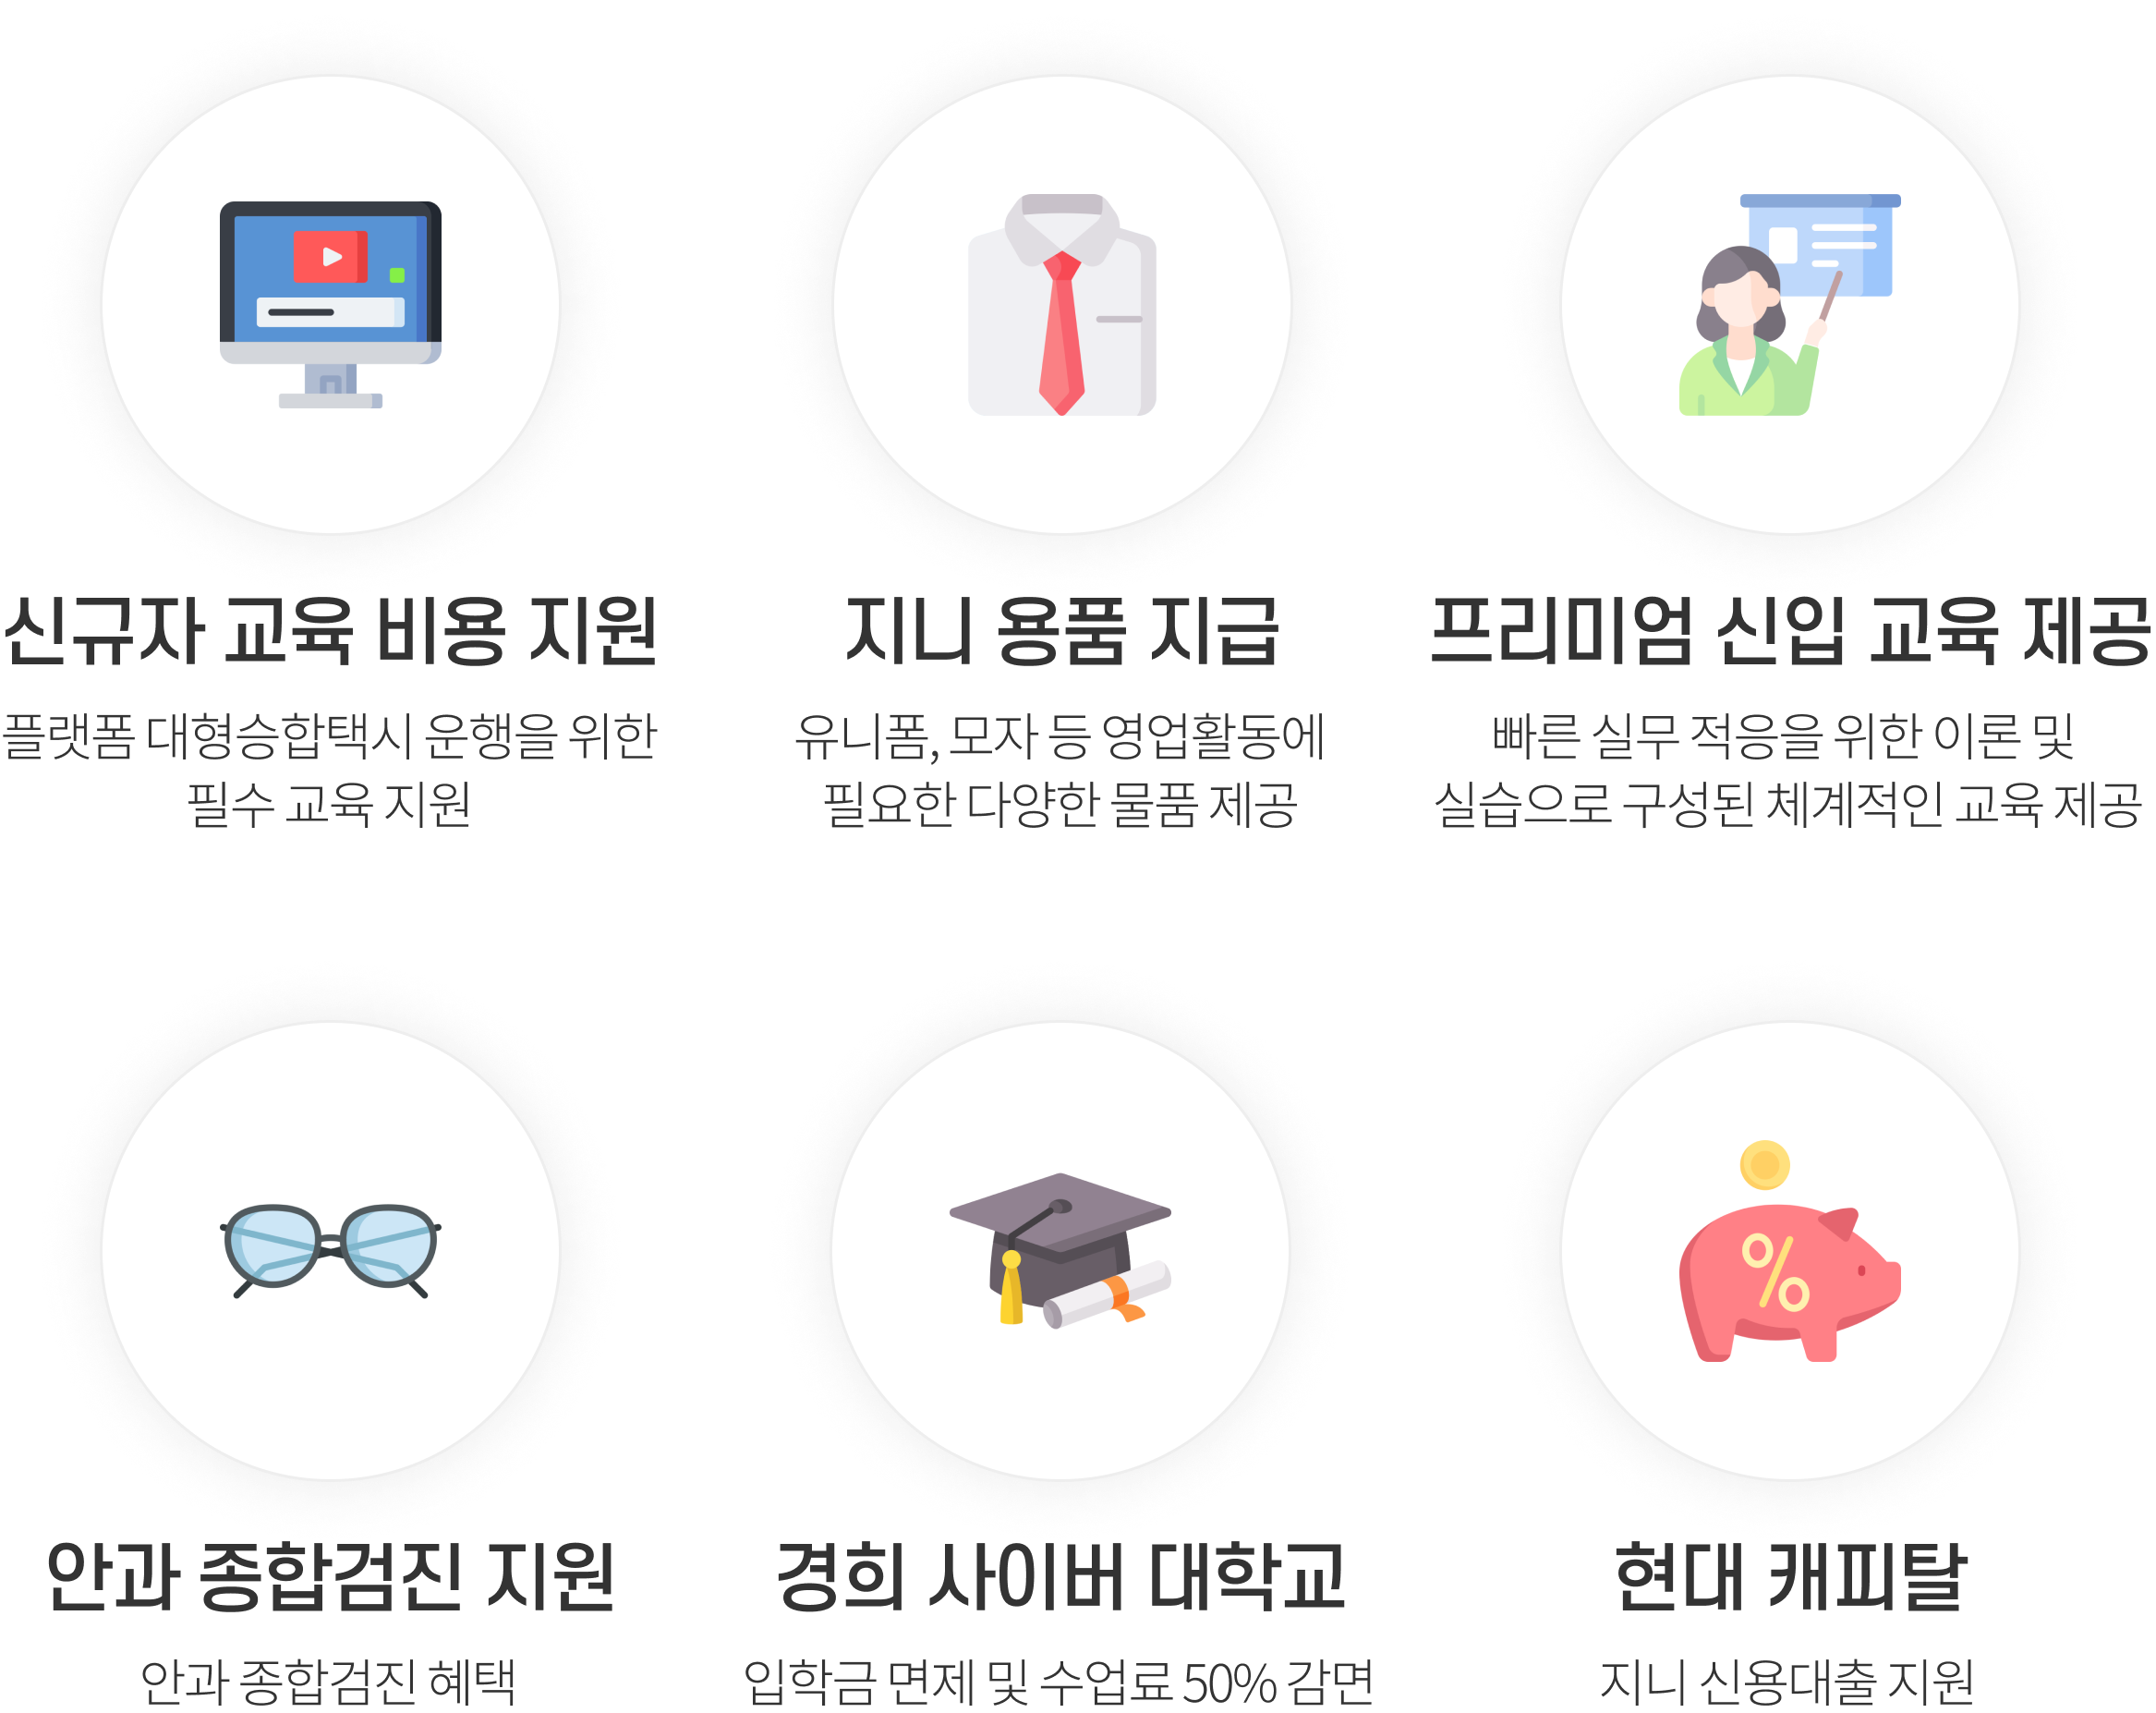 신규자 교육 비용 지원
플랫폼 대형승합택시 운행을 위한
필수 교육 지원
지니 용품 지급
유니폼, 모자 등 영업활동에
필요한 다양한 물품 제공
프리미엄 신입 교육 제공
빠른 실무 적응을 위한 이론 및
실습으로 구성된 체계적인 교육 제공
안과 종합검진 지원
안과 종합검진 혜택
경희 사이버 대학교
입학금 면제 및 수업료 50% 감면
현대 캐피탈
지니 신용대출 지원